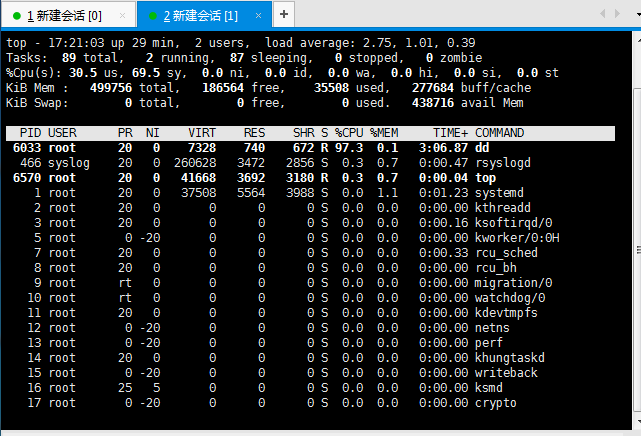 1 新建会话 [0] × 2 新建会话 [1] × +
top - 17:21:03 up 29 min,  2 users,  load average: 2.75, 1.01, 0.39
Tasks:  89 total,   2 running,  87 sleeping,   0 stopped,   0 zombie
%Cpu(s): 30.5 us, 69.5 sy,  0.0 ni,  0.0 id,  0.0 wa,  0.0 hi,  0.0 si,  0.0 st
KiB Mem :   499756 total,   186564 free,    35508 used,   277684 buff/cache
KiB Swap:        0 total,        0 free,        0 used.   438716 avail Mem
PID USER      PR  NI    VIRT    RES    SHR S %CPU %MEM     TIME+ COMMAND
6033 root      20   0    7328    740    672 R 97.3  0.1   3:06.87 dd
466 syslog    20   0  260628   3472   2856 S  0.3  0.7   0:00.47 rsyslogd
6570 root      20   0   41668   3692   3180 R  0.3  0.7   0:00.04 top
1 root      20   0   37508   5564   3988 S  0.0  1.1   0:01.23 systemd
2 root      20   0       0      0      0 S  0.0  0.0   0:00.00 kthreadd
3 root      20   0       0      0      0 S  0.0  0.0   0:00.16 ksoftirqd/0
5 root       0 -20       0      0      0 S  0.0  0.0   0:00.00 kworker/0:0H
7 root      20   0       0      0      0 S  0.0  0.0   0:00.33 rcu_sched
8 root      20   0       0      0      0 S  0.0  0.0   0:00.00 rcu_bh
9 root      rt   0       0      0      0 S  0.0  0.0   0:00.00 migration/0
10 root      rt   0       0      0      0 S  0.0  0.0   0:00.00 watchdog/0
11 root      20   0       0      0      0 S  0.0  0.0   0:00.00 kdevtmpfs
12 root       0 -20       0      0      0 S  0.0  0.0   0:00.00 netns
13 root       0 -20       0      0      0 S  0.0  0.0   0:00.00 perf
14 root      20   0       0      0      0 S  0.0  0.0   0:00.00 khungtaskd
15 root       0 -20       0      0      0 S  0.0  0.0   0:00.00 writeback
16 root      25   5       0      0      0 S  0.0  0.0   0:00.00 ksmd
17 root       0 -20       0      0      0 S  0.0  0.0   0:00.00 crypto